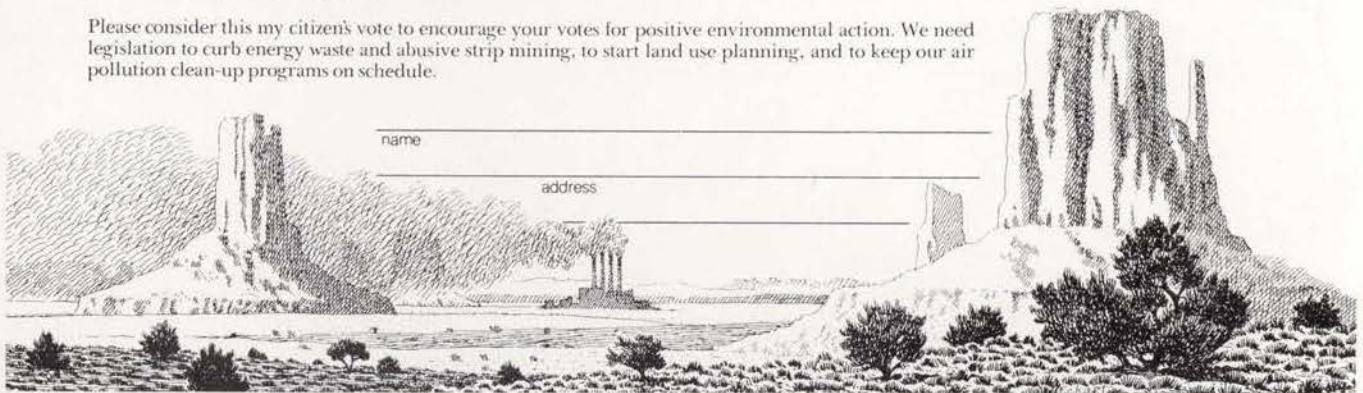 Please consider this my citizen's vote to encourage your votes for positive environmental action. We need
legislation to curb energy waste and abusive strip mining, to start land use planning, and to keep our air
pollution clean-up programs on schedule.
name
address